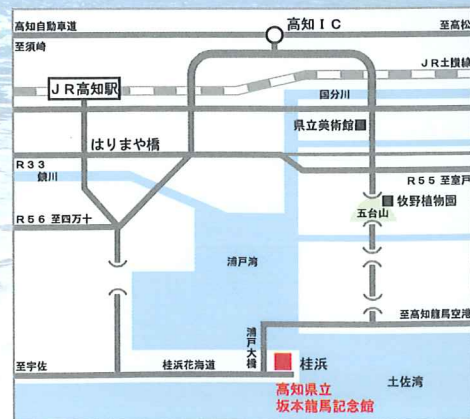 高知自動車道
高知ＩＣ
至高松
至須崎
ＪＲ土讃線
ＪＲ高知駅
国分川
県立美術館
はりまや橋
Ｒ３３
鏡川
Ｒ５５ 至室戸
牧野植物園
五台山
Ｒ５６ 至四万十
浦戸湾
至高知龍馬空港
浦戸大橋
至宇佐
桂浜花海道
桂浜
高知県立
坂本龍馬記念館
土佐湾